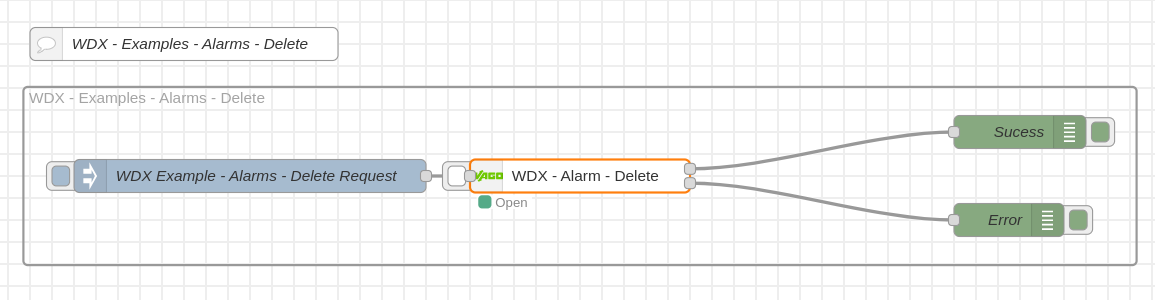 WDX - Examples - Alarms - Delete
WDX - Examples - Alarms - Delete
Sucess
WDX Example - Alarms - Delete Request
WAGO
WDX - Alarm - Delete
Open
Error